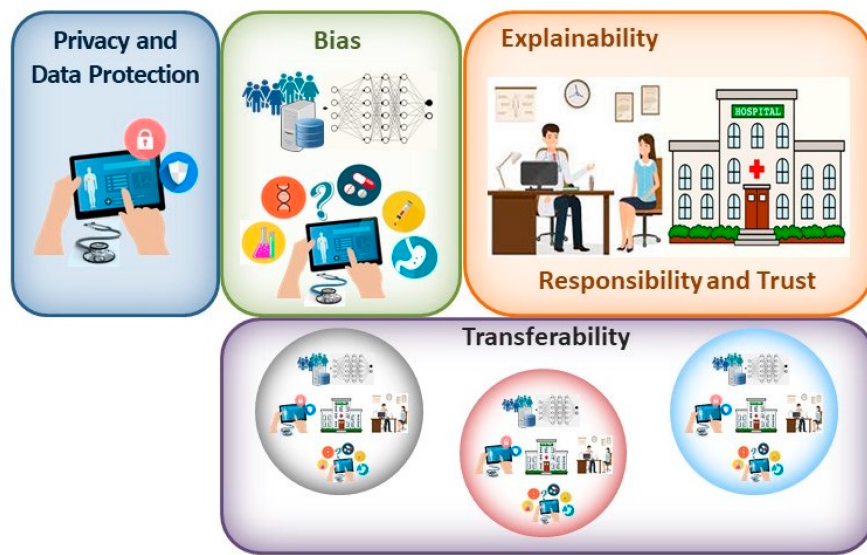 Privacy and
Data Protection
Bias
?
Explainability
HOSPITAL
Responsibility and Trust
Transferability